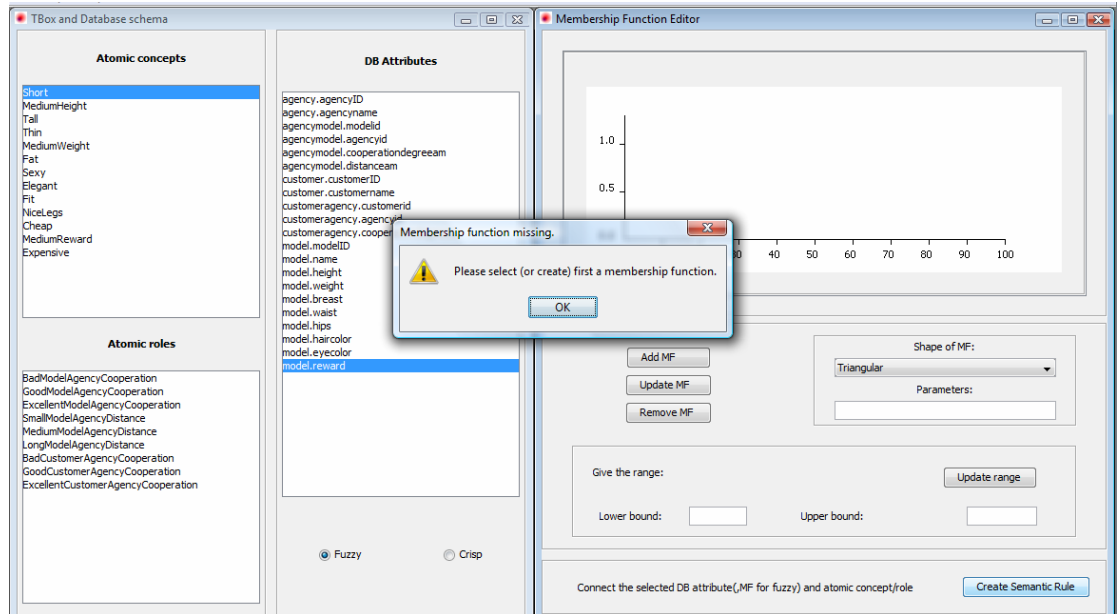 TBox and Database schema
Atomic concepts
Short
MediumHeight
Tall
Thin
MediumWeight
Fat
Sexy
Elegant
Fit
NiceLegs
Cheap
MediumReward
Expensive
Atomic roles
BadModelAgencyCooperation
GoodModelAgencyCooperation
ExcellentModelAgencyCooperation
SmallModelAgencyDistance
MediumModelAgencyDistance
LongModelAgencyDistance
BadCustomerAgencyCooperation
GoodCustomerAgencyCooperation
ExcellentCustomerAgencyCooperation
DB Attributes
agency.agencyID
agency.agencyname
agencymodel.modelid
agencymodel.agencyid
agencymodel.cooperationdegreeam
agencymodel.distanceam
customer.customerID
customer.customername
customeragency.customerid
customeragency.agencyid
customeragency.cooper
model.modelID
model.name
model.height
model.weight
model.breast
model.waist
model.hips
model.haircolor
model.eyecolor
model.reward
Fuzzy
Crisp
Membership function missing.
Please select (or create) first a membership function.
OK
Membership Function Editor
1.0
0.5
0.0
40 50 60 70 80 90 100
Add MF
Update MF
Remove MF
Shape of MF:
Triangular
Parameters:
Give the range:
Update range
Lower bound:
Upper bound:
Connect the selected DB attribute(,MF for fuzzy) and atomic concept/role
Create Semantic Rule